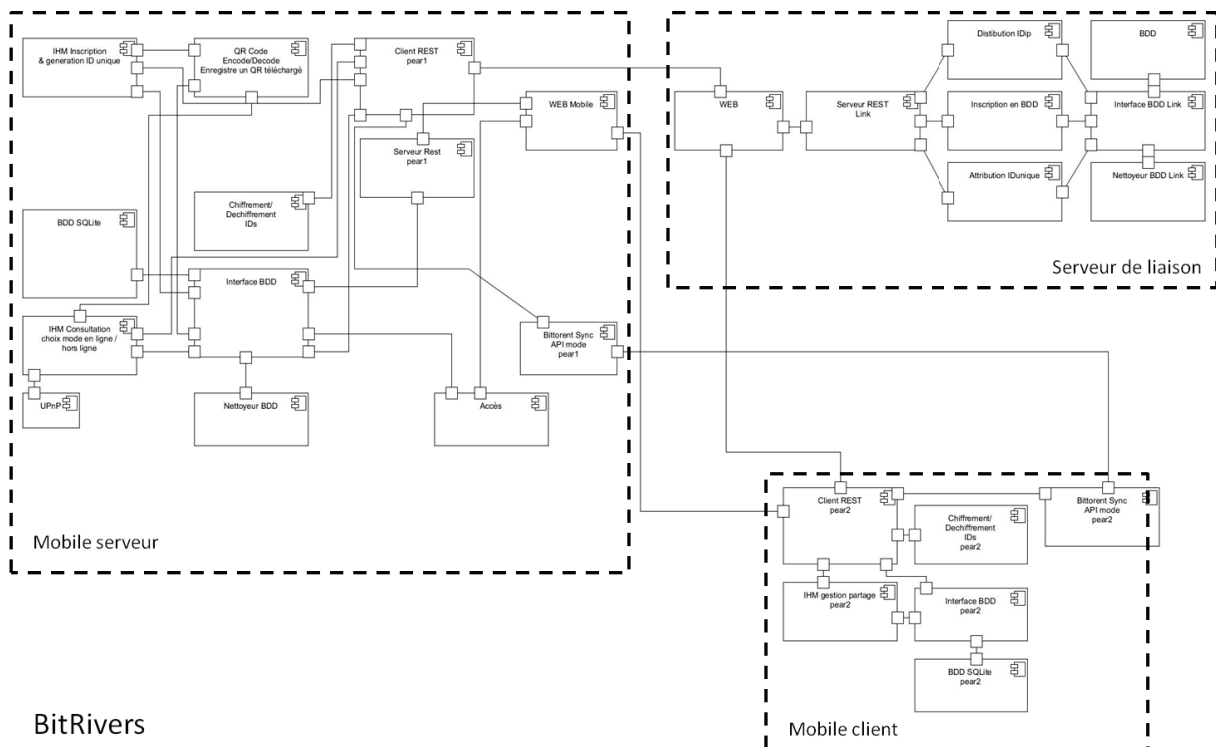 IHM Inscription
& generation ID unique
QR Code
Encode/Decode
Enregistre un QR téléchargé
Client REST
pear1
WEB Mobile
Serveur Rest
pear1
Chiffrement/
Dechiffrement
IDs
BDD SQLite
Interface BDD
IHM Consultation
choix mode en ligne /
hors ligne
Bittorent Sync
API mode
pear1
UPnP
Nettoyeur BDD
Accès
Mobile serveur
Distibution IDip
BDD
WEB
Serveur REST
Link
Inscription en BDD
Interface BDD Link
Attribution IDunique
Nettoyeur BDD Link
Serveur de liaison
Client REST
pear2
Bittorent Sync
API mode
pear2
Chiffrement/
Dechiffrement
IDs
pear2
IHM gestion partage
pear2
Interface BDD
pear2
BDD SQLite
pear2
Mobile client
BitRivers